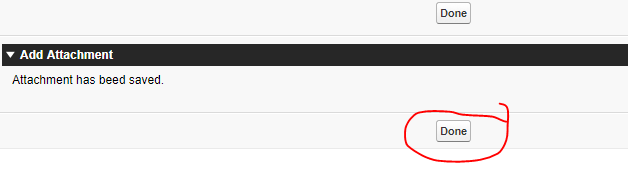 Done
Add Attachment
Attachment has beed saved.
Done